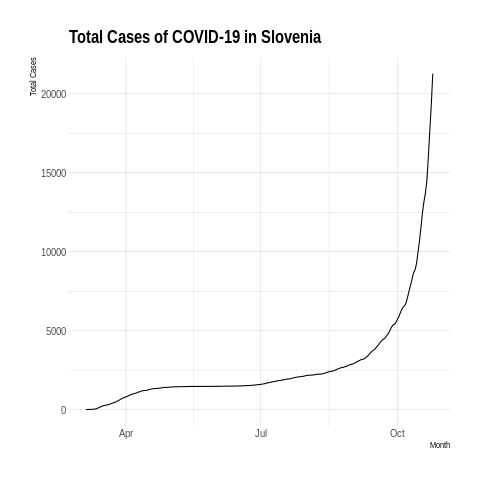 Total Cases of COVID-19 in Slovenia
Total Cases
20000
15000
10000
5000
0
Apr
Jul
Oct
Month